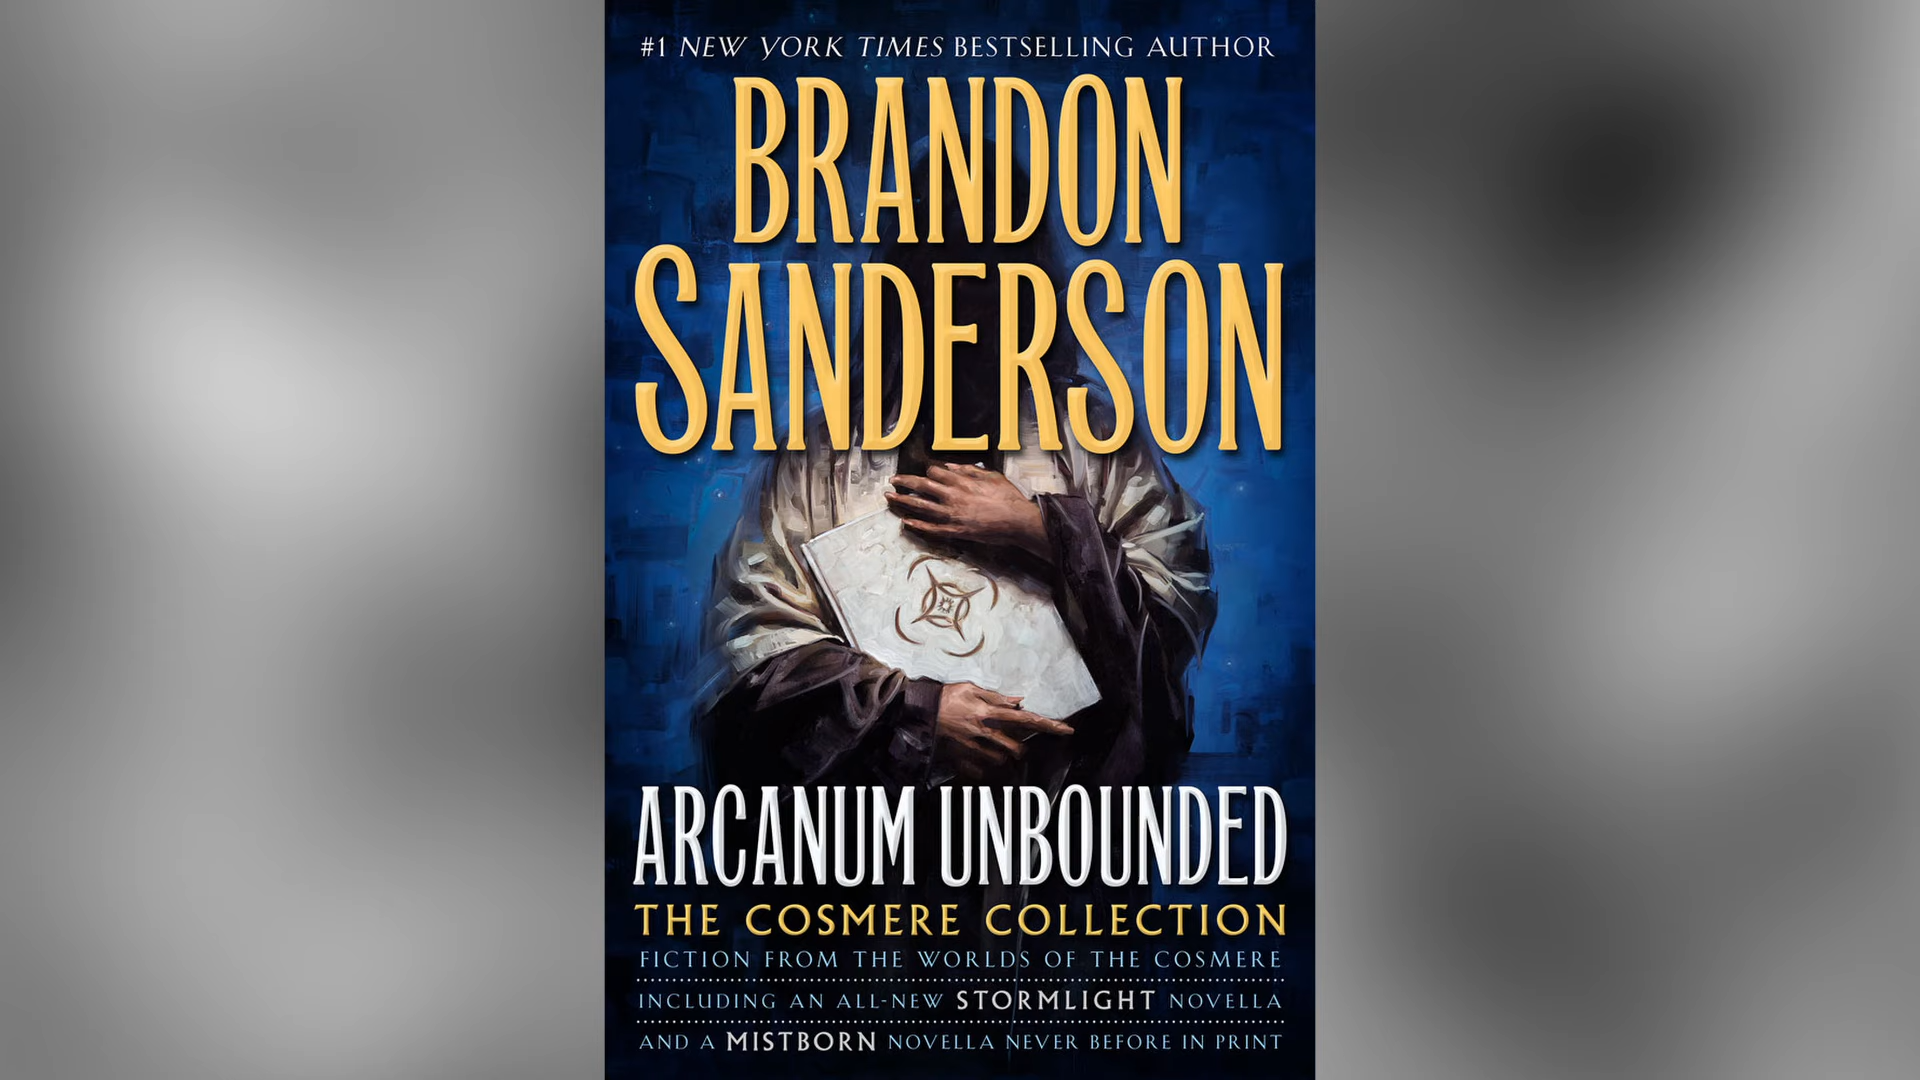 #1 NEW YORK TIMES BESTSELLING AUTHOR
BRANDON
SANDERSON
ARCANUM UNBOUNDED
THE COSMERE COLLECTION
FICTION FROM THE WORLDS OF THE COSMERE
INCLUDING AN ALL-NEW STORMLIGHT NOVELLA
AND A MISTBORN NOVELLA NEVER BEFORE IN PRINT